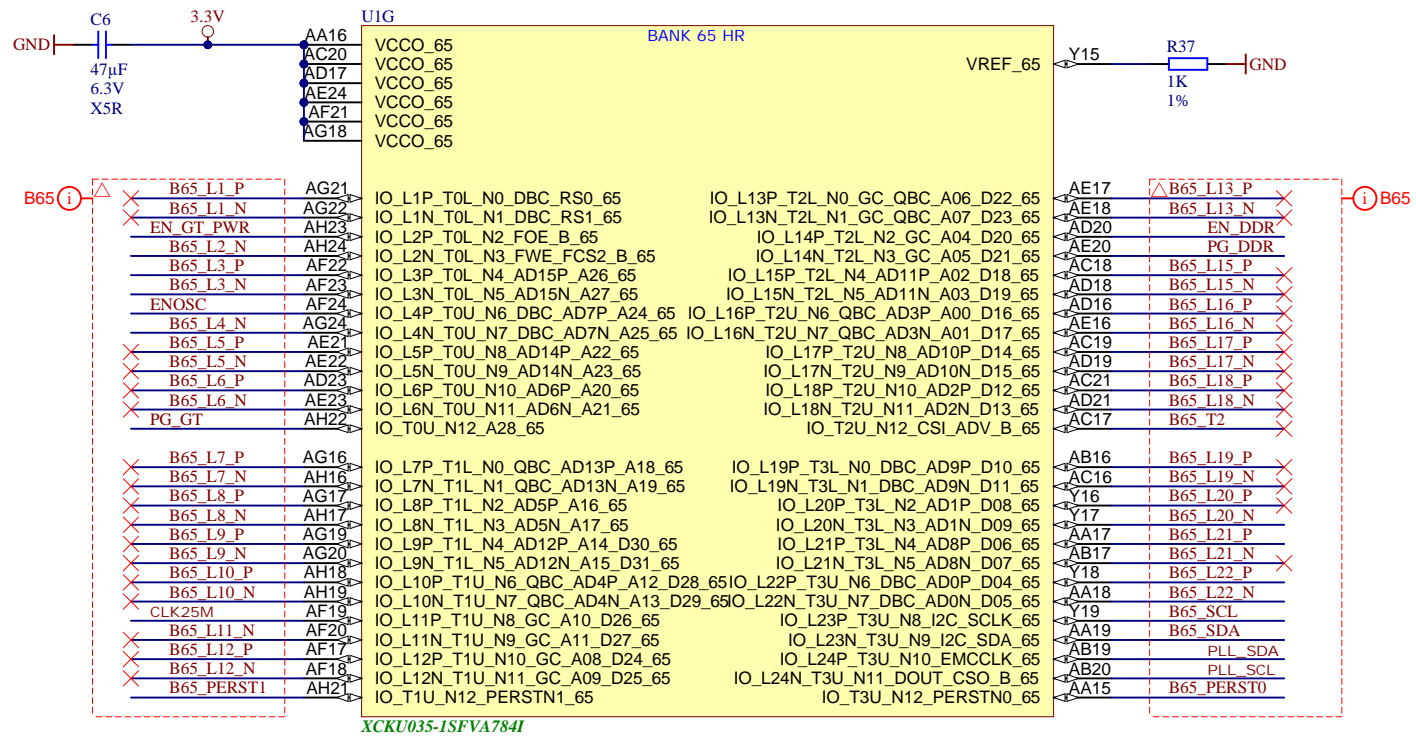 C6 3.3V U1G
GND AA16 VCCO_65 BANK 65 HR R37
AC20 VCCO_65 VREF_65 Y15 GND
47µF AD17 VCCO_65 1K
6.3V AE24 VCCO_65 1%
X5R AF21 VCCO_65
AG18 VCCO_65
B65 i B65_L1_P AG21 IO_L1P_T0L_N0_DBC_RS0_65 IO_L13P_T2L_N0_GC_QBC_A06_D22_65 AE17 B65_L13_P i B65
B65_L1_N AG22 IO_L1N_T0L_N1_DBC_RS1_65 IO_L13N_T2L_N1_GC_QBC_A07_D23_65 AE18 B65_L13_N
EN_GT_PWR AH23 IO_L2P_T0L_N2_FOE_B_65 IO_L14P_T2L_N2_GC_A04_D20_65 AD20 EN_DDR
B65_L2_N AH24 IO_L2N_T0L_N3_FWE_FCS2_B_65 IO_L14N_T2L_N3_GC_A05_D21_65 AE20 PG_DDR
B65_L3_P AF22 IO_L3P_T0L_N4_AD15P_A26_65 IO_L15P_T2L_N4_AD11P_A02_D18_65 AC18 B65_L15_P
B65_L3_N AF23 IO_L3N_T0L_N5_AD15N_A27_65 IO_L15N_T2L_N5_AD11N_A03_D19_65 AD18 B65_L15_N
ENOSC AF24 IO_L4P_T0U_N6_DBC_AD7P_A24_65 IO_L16P_T2U_N6_QBC_AD3P_A00_D16_65 AD16 B65_L16_P
B65_L4_N AG24 IO_L4N_T0U_N7_DBC_AD7N_A25_65 IO_L16N_T2U_N7_QBC_AD3N_A01_D17_65 AE16 B65_L16_N
B65_L5_P AE21 IO_L5P_T0U_N8_AD14P_A22_65 IO_L17P_T2U_N8_AD10P_D14_65 AC19 B65_L17_P
B65_L5_N AE22 IO_L5N_T0U_N9_AD14N_A23_65 IO_L17N_T2U_N9_AD10N_D15_65 AD19 B65_L17_N
B65_L6_P AD23 IO_L6P_T0U_N10_AD6P_A20_65 IO_L18P_T2U_N10_AD2P_D12_65 AC21 B65_L18_P
B65_L6_N AE23 IO_L6N_T0U_N11_AD6N_A21_65 IO_L18N_T2U_N11_AD2N_D13_65 AD21 B65_L18_N
PG_GT AH22 IO_T0U_N12_A28_65 IO_T2U_N12_CSI_ADV_B_65 AC17 B65_T2
B65_L7_P AG16 IO_L7P_T1L_N0_QBC_AD13P_A18_65 IO_L19P_T3L_N0_DBC_AD9P_D10_65 AB16 B65_L19_P
B65_L7_N AH16 IO_L7N_T1L_N1_QBC_AD13N_A19_65 IO_L19N_T3L_N1_DBC_AD9N_D11_65 AC16 B65_L19_N
B65_L8_P AG17 IO_L8P_T1L_N2_AD5P_A16_65 IO_L20P_T3L_N2_AD1P_D08_65 Y16 B65_L20_P
B65_L8_N AH17 IO_L8N_T1L_N3_AD5N_A17_65 IO_L20N_T3L_N3_AD1N_D09_65 Y17 B65_L20_N
B65_L9_P AG19 IO_L9P_T1L_N4_AD12P_A14_D30_65 IO_L21P_T3L_N4_AD8P_D06_65 AA17 B65_L21_P
B65_L9_N AG20 IO_L9N_T1L_N5_AD12N_A15_D31_65 IO_L21N_T3L_N5_AD8N_D07_65 AB17 B65_L21_N
B65_L10_P AH18 IO_L10P_T1U_N6_QBC_AD4P_A12_D28_65 IO_L22P_T3U_N6_DBC_AD0P_D04_65 Y18 B65_L22_P
B65_L10_N AH19 IO_L10N_T1U_N7_QBC_AD4N_A13_D29_65 IO_L22N_T3U_N7_DBC_AD0N_D05_65 AA18 B65_L22_N
CLK25M AF19 IO_L11P_T1U_N8_GC_A10_D26_65 IO_L23P_T3U_N8_I2C_SCLK_65 Y19 B65_SCL
B65_L11_N AF20 IO_L11N_T1U_N9_GC_A11_D27_65 IO_L23N_T3U_N9_I2C_SDA_65 AA19 B65_SDA
B65_L12_P AF17 IO_L12P_T1U_N10_GC_A08_D24_65 IO_L24P_T3U_N10_EMCCLK_65 AB19 PLL_SDA
B65_L12_N AF18 IO_L12N_T1U_N11_GC_A09_D25_65 IO_L24N_T3U_N11_DOUT_CSO_B_65 AB20 PLL_SCL
B65_PERST1 AH21 IO_T1U_N12_PERSTN1_65 IO_T3U_N12_PERSTN0_65 AA15 B65_PERST0
XCKU035-1SFVA784I